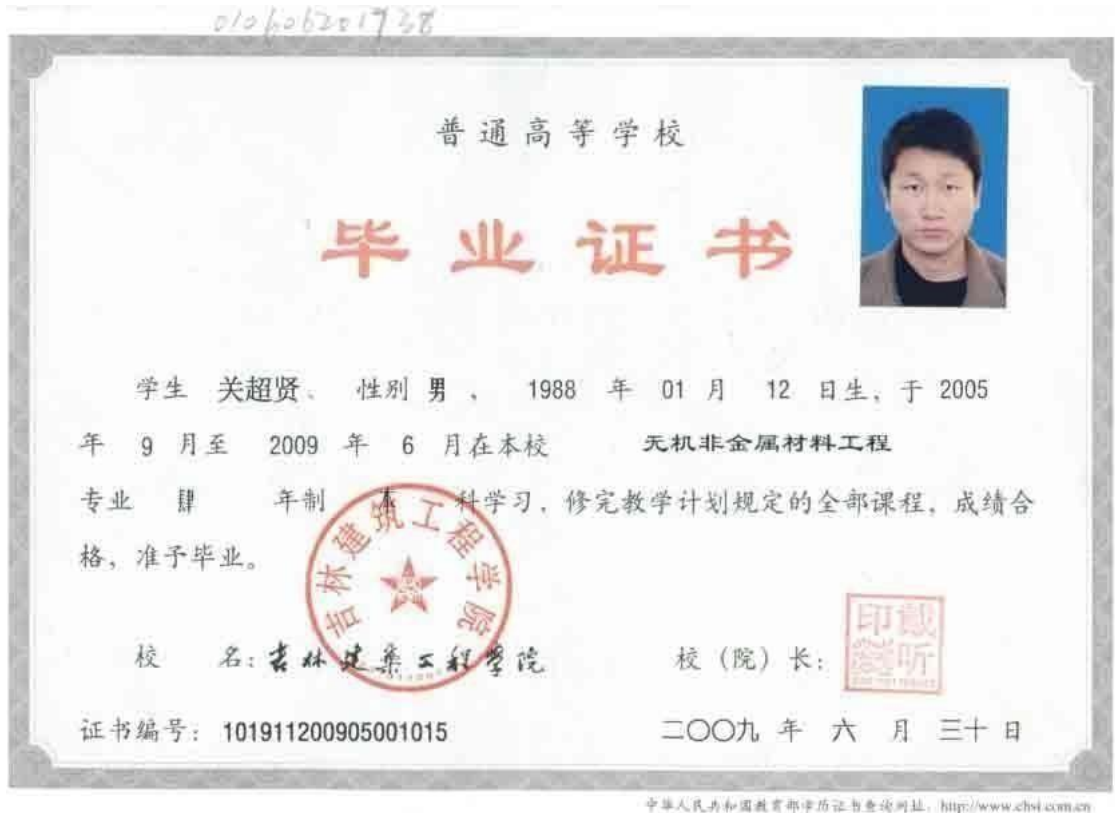 010606201938
普通高等学校
毕业证书
学生 关超贤、 性别 男 , 1988 年 01 月 12 日生, 于 2005
年 9 月至 2009 年 6 月在本校 无机非金属材料工程
专业 肆 年制 本 科学习, 修完教学计划规定的全部课程, 成绩合
格, 准予毕业。
吉林建筑工程学院
校 名: 吉林建筑工程学院 校 (院) 长:
证书编号: 101911200905001015 二〇〇九 年 六 月 三十 日
中华人民共和国教育部学历证书查询网址: http://www.chsi.com.cn